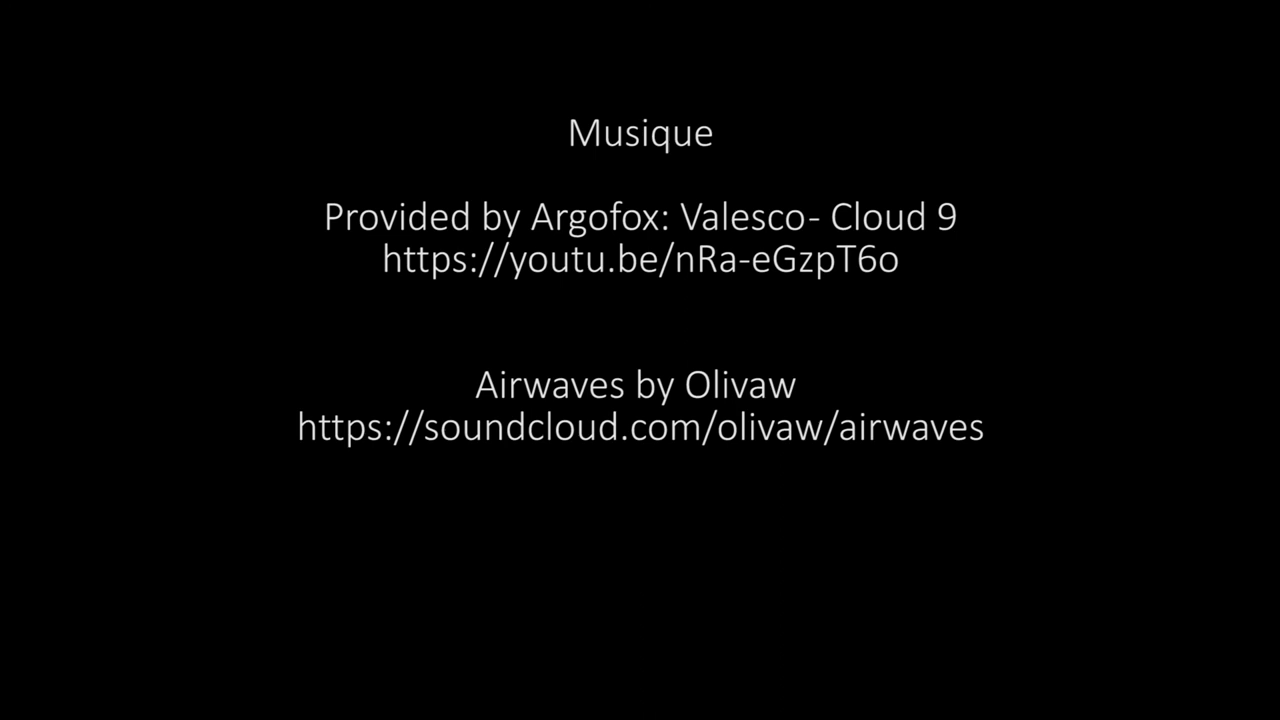 Musique
Provided by Argofox: Valesco- Cloud 9
https://youtu.be/nRa-eGzpT6o
Airwaves by Olivaw
https://soundcloud.com/olivaw/airwaves